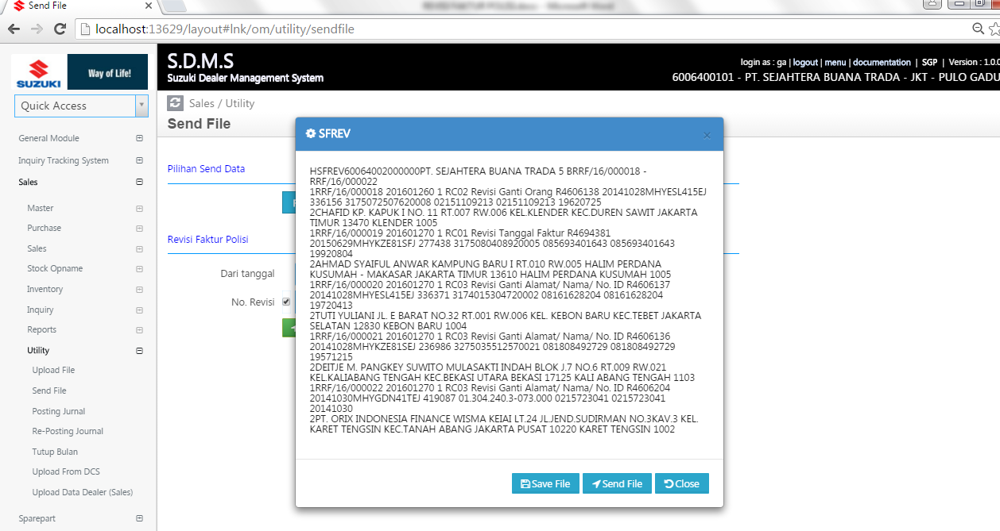 Send File
REVISI FAKTUR POLISI.docx - Microsoft Word
localhost:13629/layout#lnk/om/utility/sendfile
SUZUKI
Way of Life!
S.D.M.S
Suzuki Dealer Management System
login as : ga | logout | menu | documentation | SGP | Version : 1.0.0
6006400101 - PT. SEJAHTERA BUANA TRADA - JKT - PULO GADU
Quick Access
General Module
Inquiry Tracking System
Sales
Master
Purchase
Sales
Stock Opname
Inventory
Inquiry
Reports
Utility
Upload File
Send File
Posting Jurnal
Re-Posting Journal
Tutup Bulan
Upload From DCS
Upload Data Dealer (Sales)
Sparepart
Sales / Utility
Send File
Pilihan Send Data
Revisi Faktur Polisi
Dari tanggal
No. Revisi
SFREV
HSFREV60064002000000PT. SEJAHTERA BUANA TRADA 5 BRRF/16/000018 -
RRF/16/000022
1RRF/16/000018 201601260 1 RC02 Revisi Ganti Orang R4606138 20141028MHYESL415EJ
336156 3175072507620008 02151109213 02151109213 19620725
2CHAFID KP. KAPUK I NO. 11 RT.007 RW.006 KEL.KLENDER KEC.DUREN SAWIT JAKARTA
TIMUR 13470 KLENDER 1005
1RRF/16/000019 201601270 1 RC01 Revisi Tanggal Faktur R4694381
20150629MHYKZE81SFJ 277438 3175080408920005 085693401643 085693401643
19920804
2AHMAD SYAIFUL ANWAR KAMPUNG BARU I RT.010 RW.005 HALIM PERDANA
KUSUMAH - MAKASAR JAKARTA TIMUR 13610 HALIM PERDANA KUSUMAH 1005
1RRF/16/000020 201601270 1 RC03 Revisi Ganti Alamat/ Nama/ No. ID R4606137
20141028MHYESL415EJ 336371 3174015304720002 08161628204 08161628204
19720413
2TUTI YULIANI JL. E BARAT NO.32 RT.001 RW.006 KEL. KEBON BARU KEC.TEBET JAKARTA
SELATAN 12830 KEBON BARU 1004
1RRF/16/000021 201601270 1 RC03 Revisi Ganti Alamat/ Nama/ No. ID R4606136
20141028MHYKZE81SEJ 236986 3275035512570021 081808492729 081808492729
19571215
2DEITJE M. PANGKEY SUWITO MULASAKTI INDAH BLOK J.7 NO.6 RT.009 RW.021
KEL.KALIABANG TENGAH KEC.BEKASI UTARA BEKASI 17125 KALI ABANG TENGAH 1103
1RRF/16/000022 201601270 1 RC03 Revisi Ganti Alamat/ Nama/ No. ID R4606204
20141030MHYGDN41TEJ 419087 01.304.240.3-073.000 0215723041 0215723041
20141030
2PT. ORIX INDONESIA FINANCE WISMA KEIAI LT.24 JL.JEND.SUDIRMAN NO.3KAV.3 KEL.
KARET TENGSIN KEC.TANAH ABANG JAKARTA PUSAT 10220 KARET TENGSIN 1002
Save File
Send File
Close